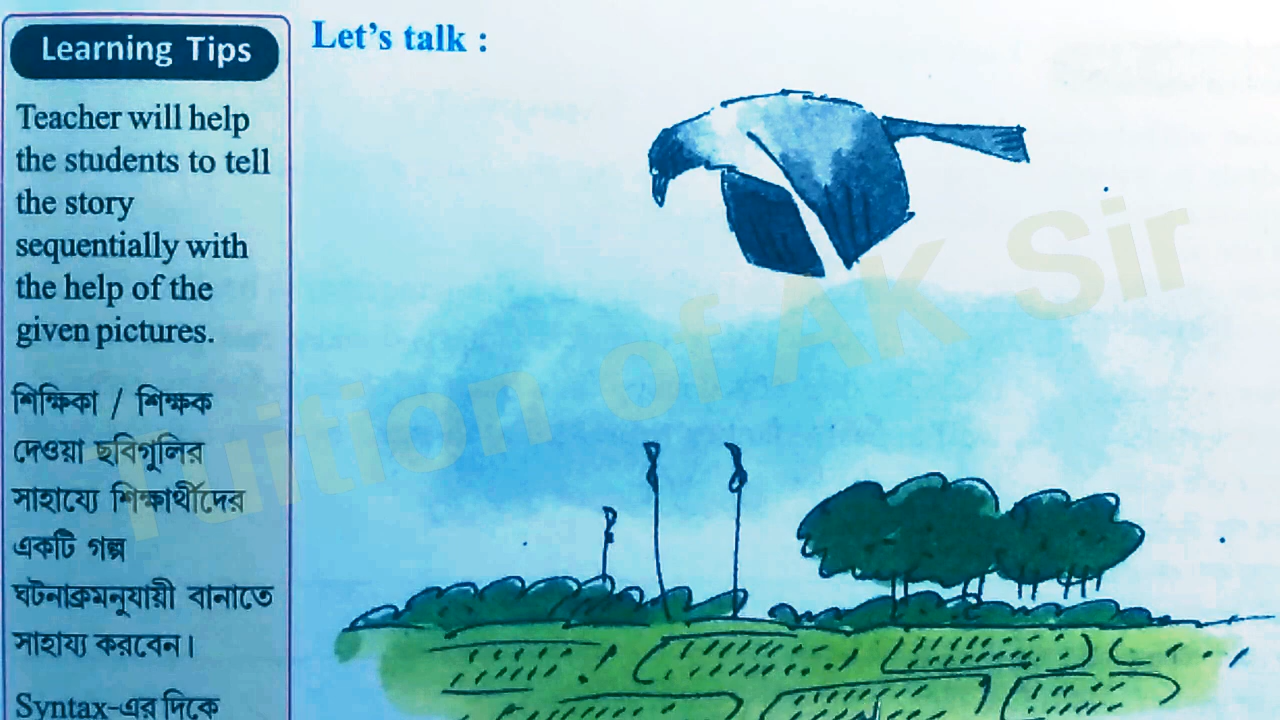 Learning Tips
Teacher will help
the students to tell
the story
sequentially with
the help of the
given pictures.
শিক্ষিকা / শিক্ষক
দেওয়া ছবিগুলির
সাহায্যে শিক্ষার্থীদের
একটি গল্প
ঘটনাক্রমনুযায়ী বানাতে
সাহায্য করবেন।
Syntax-এর দিকে
Let's talk :
Tuition of AK Sir